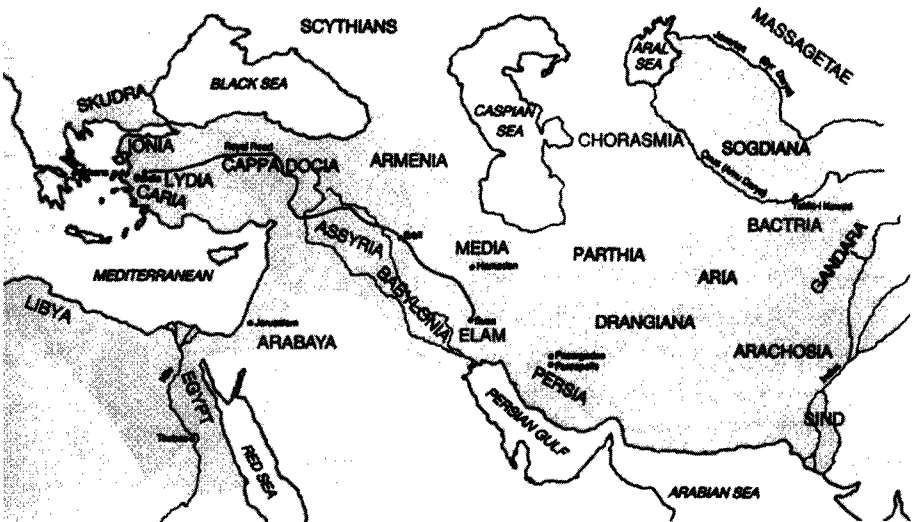 SCYTHIANS
MASSAGETAE
ARAL
SEA
BLACK SEA
CASPIAN
SEA
SKUDRA
CHORASMIA
SOGDIANA
IONIA
Royal Road
LYDIA
CAPPADOCIA
ARMENIA
CARIA
BACTRIA
ASSYRIA
MEDIA
Hamadan
PARTHIA
GANDARA
MEDITERRANEAN
BABYLONIA
ARIA
LIBYA
Jerusalem
ARABAYA
Susa
ELAM
DRANGIANA
ARACHOSIA
Pasargadae
Persepolis
PERSIA
EGYPT
PERSIAN GULF
SIND
RED SEA
ARABIAN SEA